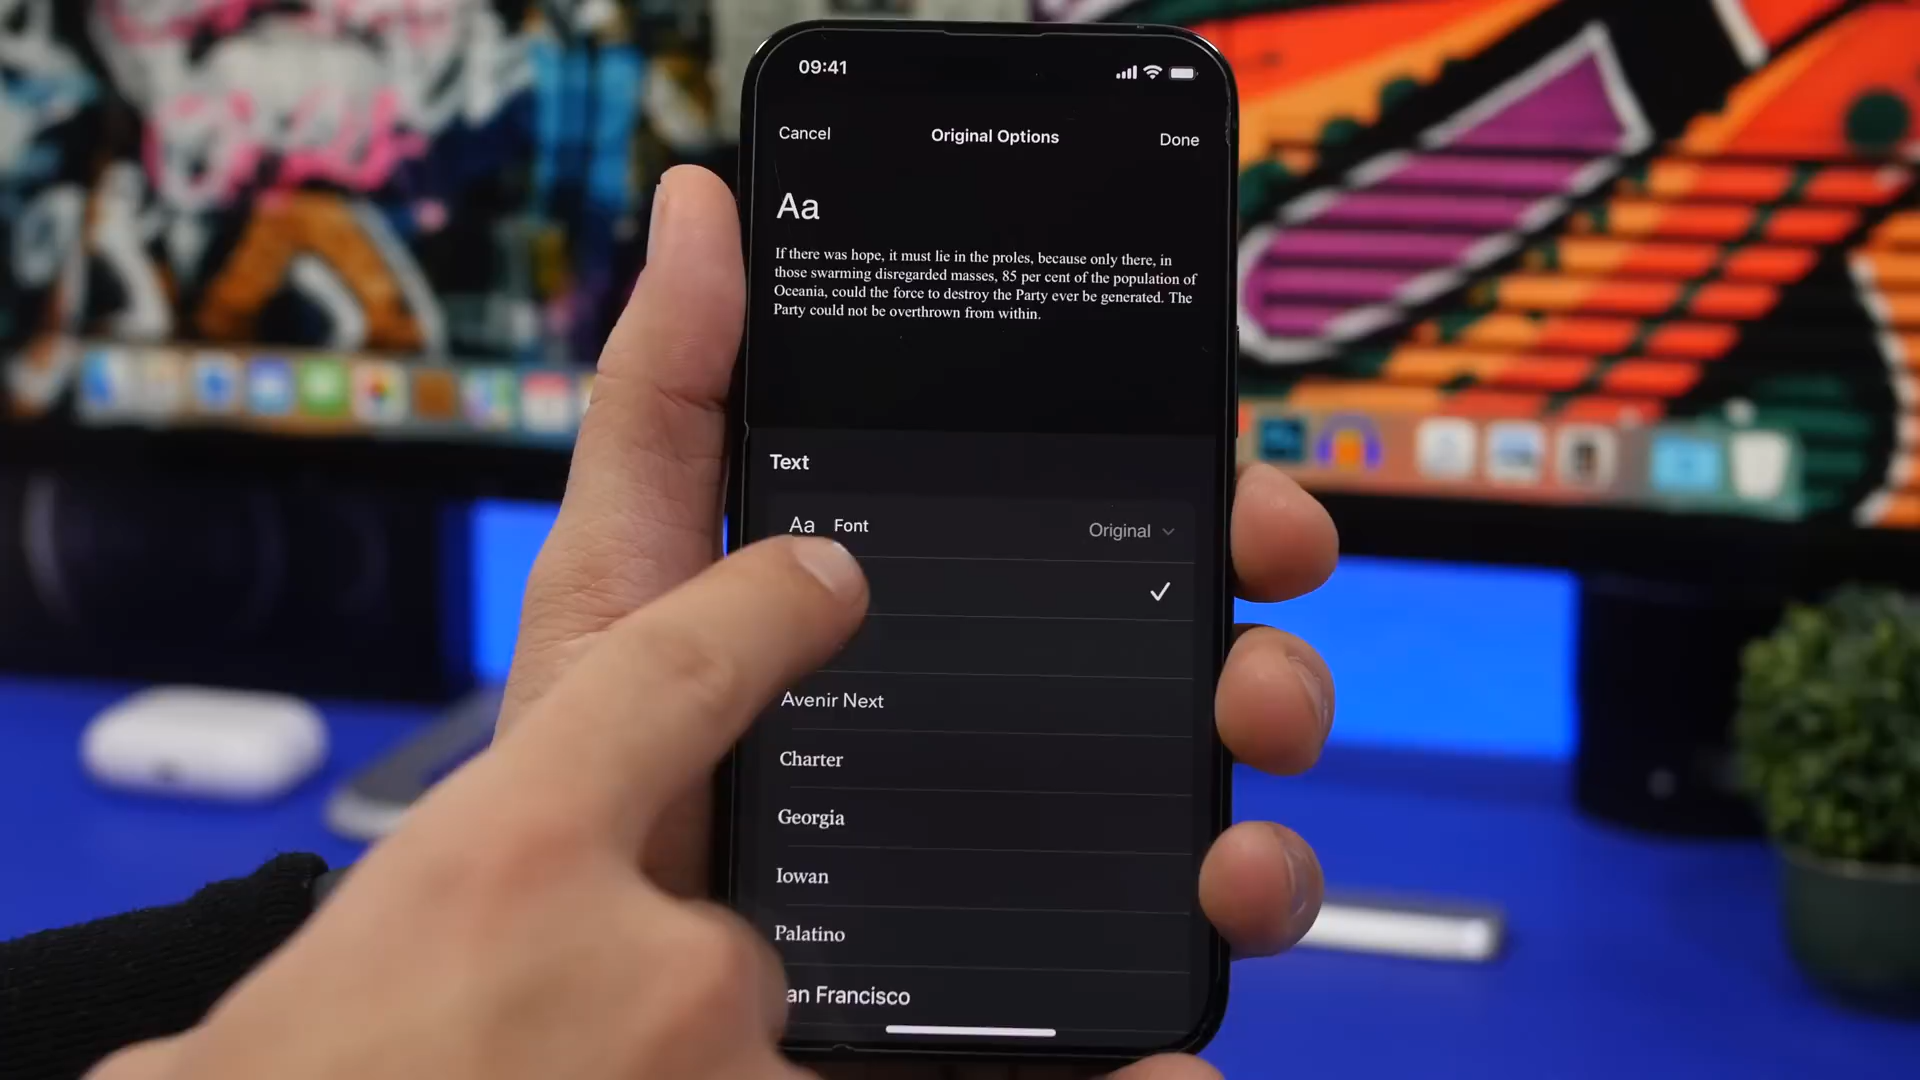 09:41
Cancel
Original Options
Done
Aa
If there was hope, it must lie in the proles, because only there, in
those swarming disregarded masses, 85 per cent of the population of
Oceania, could the force to destroy the Party ever be generated. The
Party could not be overthrown from within.
Text
Aa Font Original
Avenir Next
Charter
Georgia
Iowan
Palatino
Francisco